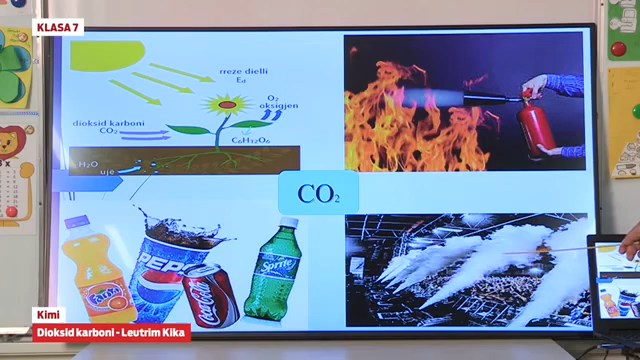 KLASA 7
rreze dielli
Ed
O₂
oksigjen
dioksid karboni
CO₂
C₆H₁₂O₆
H₂O
uje
CO₂
FANTA
PEPSI
Coca-Cola
Sprite
Kimi
Dioksid karboni - Leutrim Kika